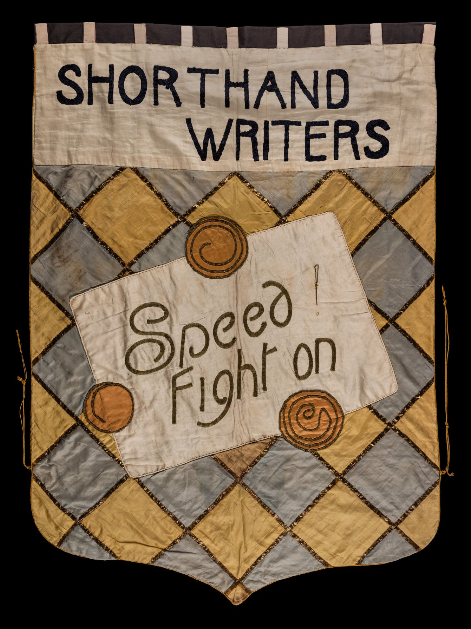 SHORTHAND
WRITERS
Speed!
Fight on